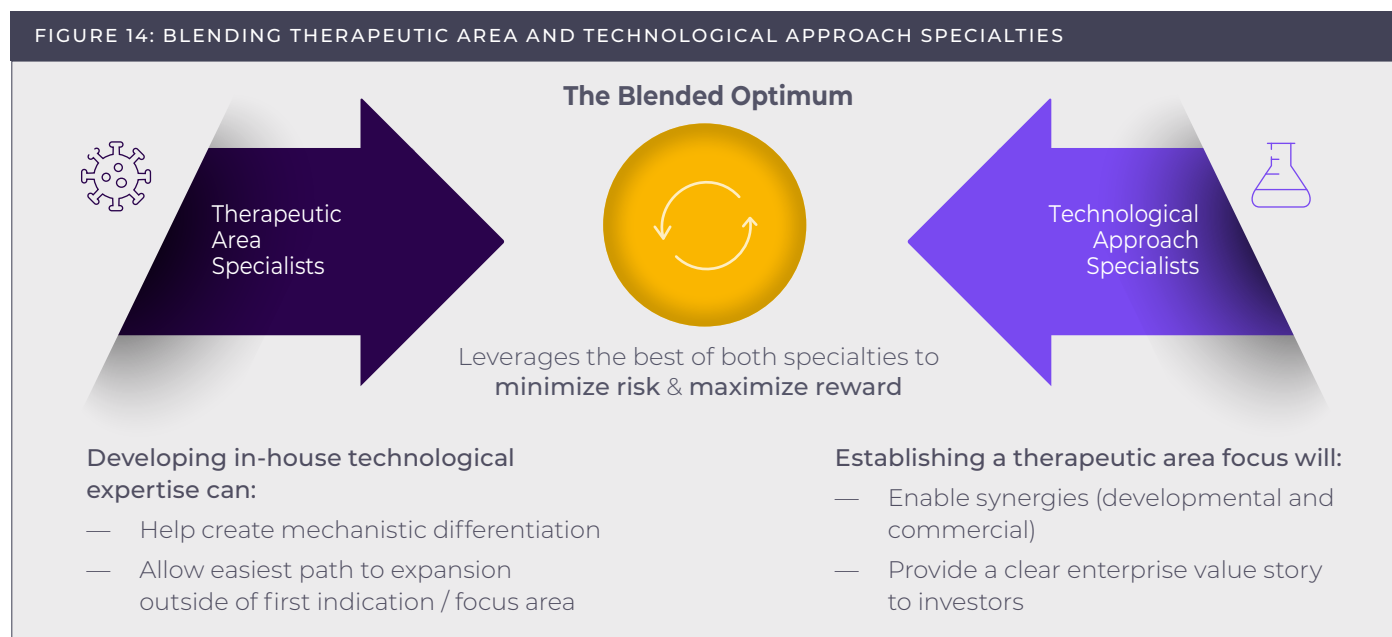 FIGURE 14: BLENDING THERAPEUTIC AREA AND TECHNOLOGICAL APPROACH SPECIALTIES
The Blended Optimum
Therapeutic
Area
Specialists
Technological
Approach
Specialists
Leverages the best of both specialties to
minimize risk & maximize reward
Developing in-house technological
expertise can:
— Help create mechanistic differentiation
— Allow easiest path to expansion
outside of first indication / focus area
Establishing a therapeutic area focus will:
— Enable synergies (developmental and
commercial)
— Provide a clear enterprise value story
to investors